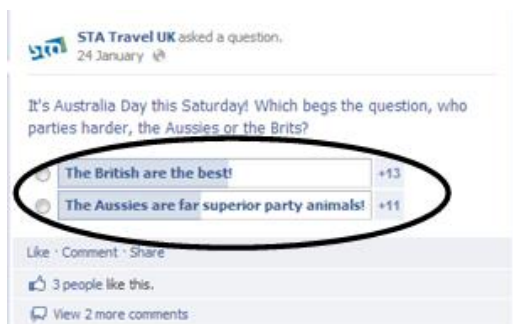 sta STA Travel UK asked a question.
24 January
It's Australia Day this Saturday! Which begs the question, who
parties harder, the Aussies or the Brits?
The British are the best! +13
The Aussies are far superior party animals! +11
Like · Comment · Share
3 people like this.
View 2 more comments